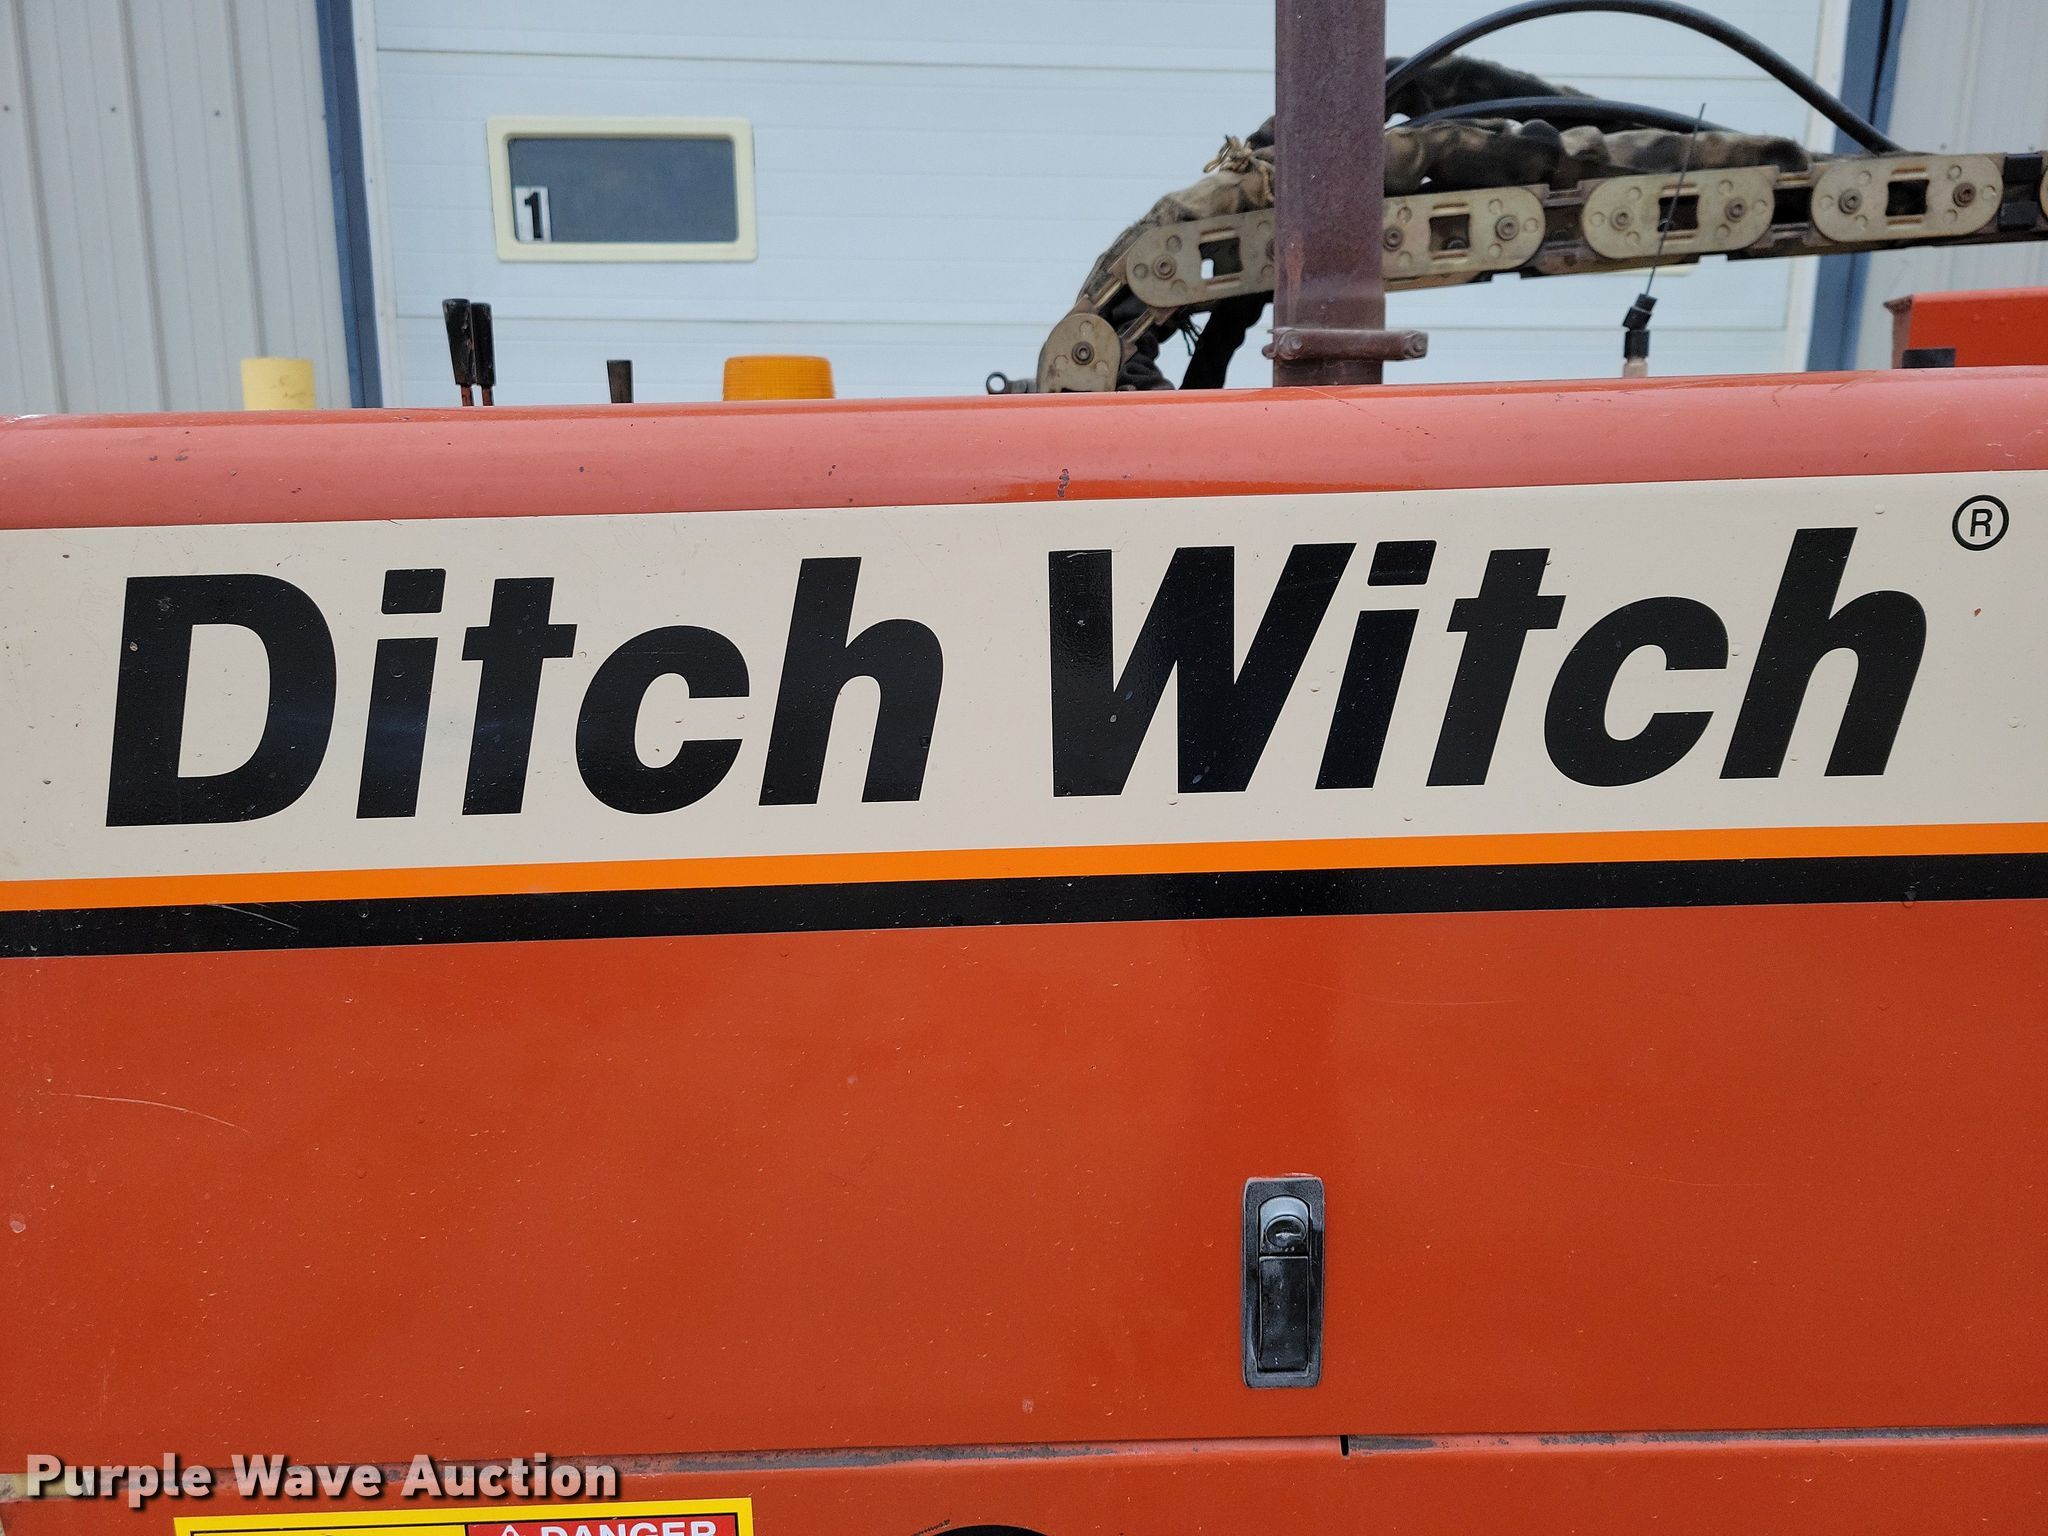 1
Ditch Witch ®
Purple Wave Auction
⚠ DANGER